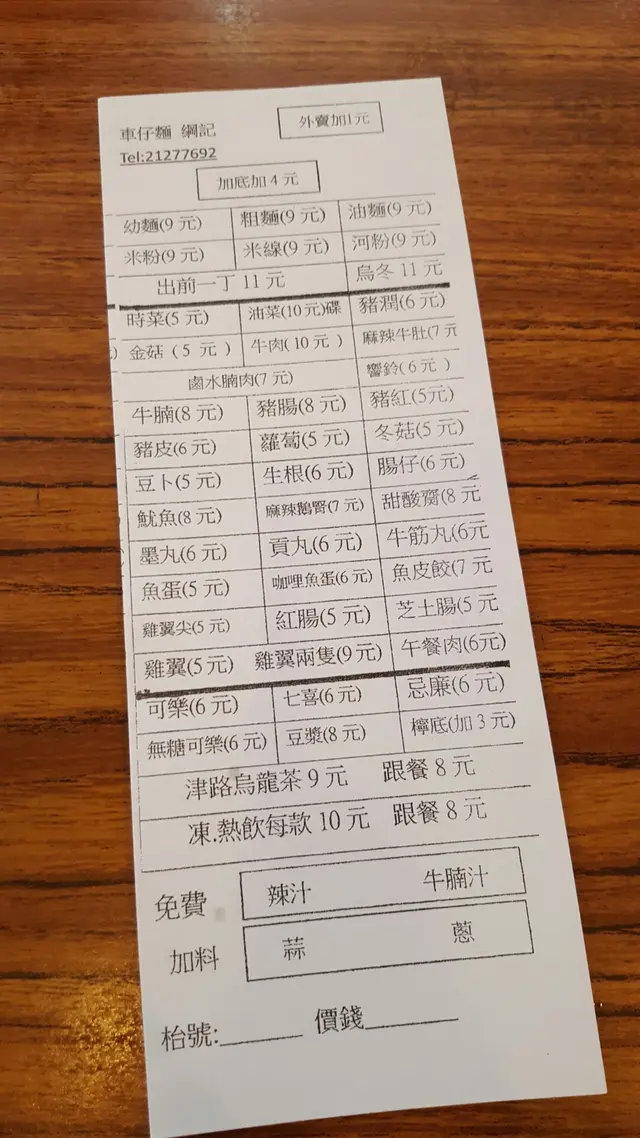 車仔麵 綱記
外賣加1元
Tel:21277692
加底加 4 元
幼麵(9 元) 粗麵(9 元) 油麵(9 元)
米粉(9 元) 米線(9 元) 河粉(9 元)
出前一丁 11 元 烏冬 11 元
時菜(5 元) 油菜(10 元)碟 豬潤(6 元)
金菇 ( 5 元 ) 牛肉( 10 元 ) 麻辣牛肚(7 元
鹵水腩肉(7 元) 響鈴( 6 元 )
牛腩(8 元) 豬腸(8 元) 豬紅(5元)
豬皮(6 元) 蘿蔔(5 元) 冬菇(5 元)
豆卜(5 元) 生根(6 元) 腸仔(6 元)
魷魚(8 元) 麻辣鵝腎(7 元) 甜酸齋(8 元
墨丸(6 元) 貢丸(6 元) 牛筋丸(6元
魚蛋(5 元) 咖哩魚蛋(6 元) 魚皮餃(7 元
雞翼尖(5 元) 紅腸(5 元) 芝士腸(5 元
雞翼(5 元) 雞翼兩隻(9 元) 午餐肉(6元)
可樂(6 元) 七喜(6 元) 忌廉(6 元)
無糖可樂(6 元) 豆漿(8 元) 檸底(加 3 元)
津路烏龍茶 9 元 跟餐 8 元
凍.熱飲每款 10 元 跟餐 8 元
免費 辣汁 牛腩汁
加料 蒜 蔥
枱號:______ 價錢________